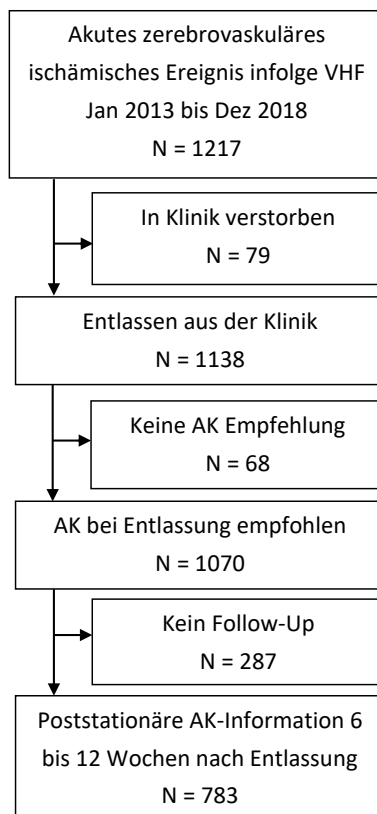 Akutes zerebrovaskuläres
ischämisches Ereignis infolge VHF
Jan 2013 bis Dez 2018
N = 1217
In Klinik verstorben
N = 79
Entlassen aus der Klinik
N = 1138
Keine AK Empfehlung
N = 68
AK bei Entlassung empfohlen
N = 1070
Kein Follow-Up
N = 287
Poststationäre AK-Information 6
bis 12 Wochen nach Entlassung
N = 783